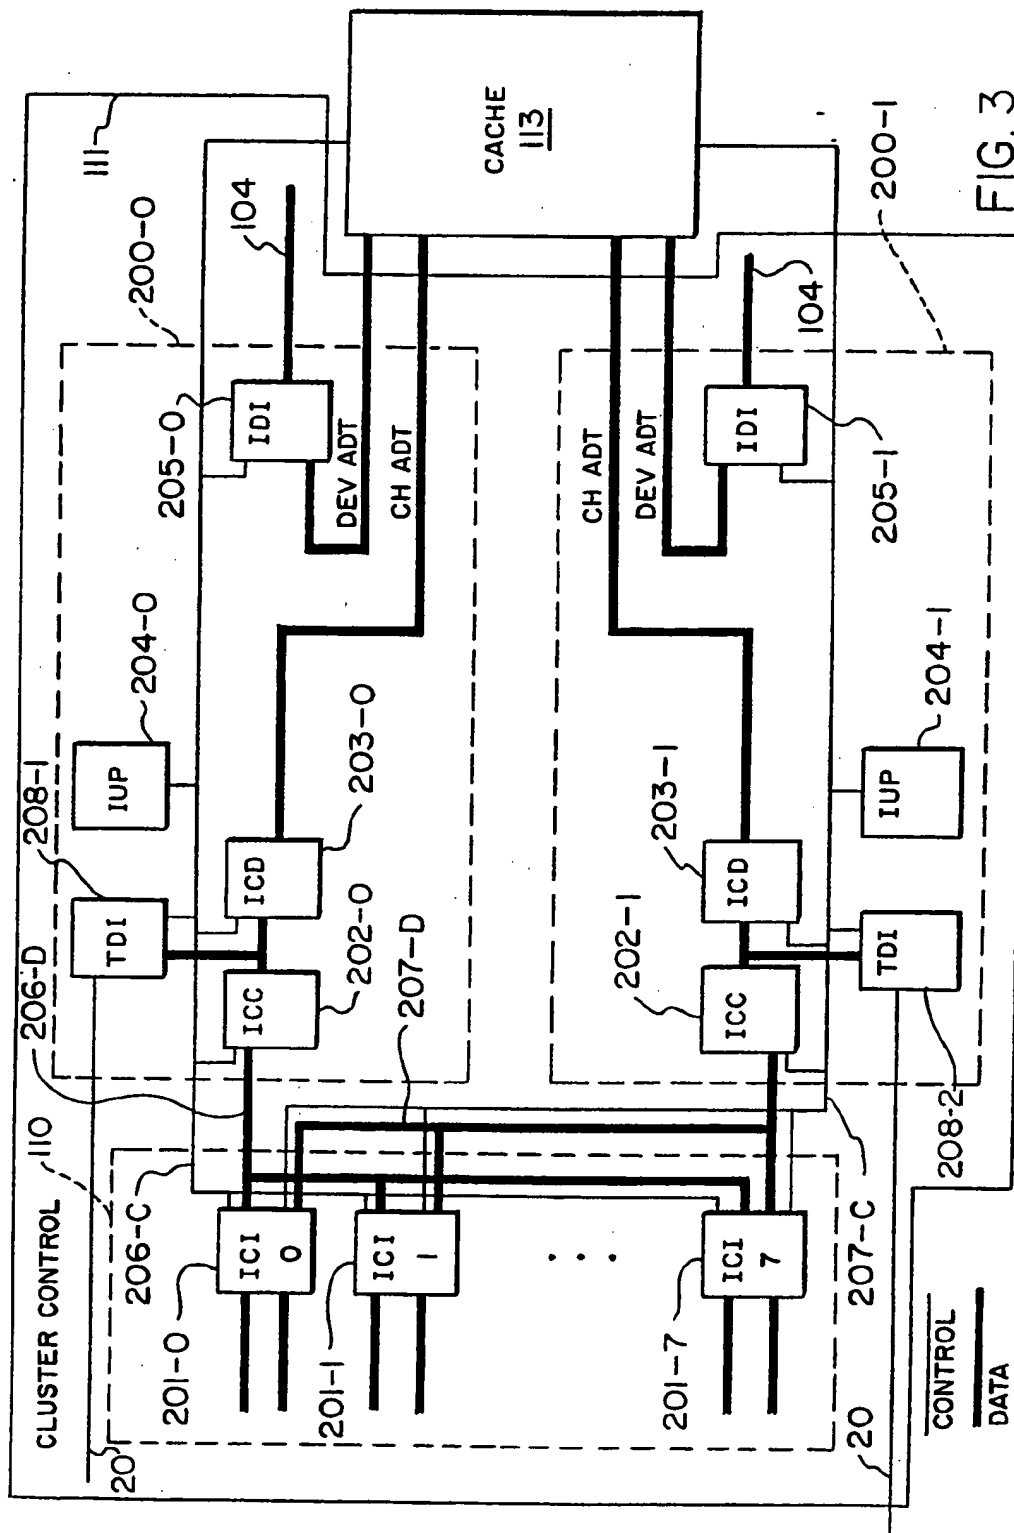 CLUSTER CONTROL
110
206-D
208-1
204-0
205-0
200-0
111
20
TDI
IUP
206-C
201-0
ICI
0
ICC
ICD
IDI
104
202-0
203-0
DEV ADT
CH ADT
CACHE
113
201-1
ICI
1
207-D
201-7
ICI
7
202-1
203-1
CH ADT
DEV ADT
ICC
ICD
IDI
104
205-1
20
207-C
208-2
TDI
IUP
204-1
200-1
CONTROL
DATA
FIG. 3